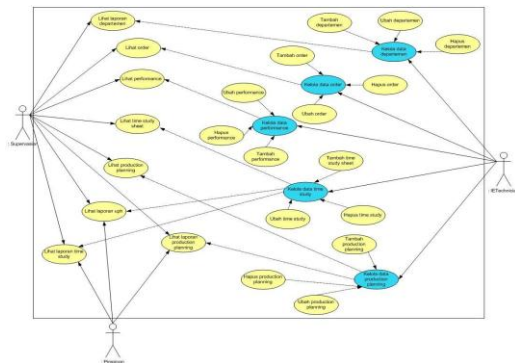 Lihat laporan
departemen
Tambah
departemen
Ubah departemen
Kelola data
departemen
Hapus
departemen
Lihat order
Tambah order
Kelola data order
Hapus order
Ubah order
Lihat performance
Ubah performance
Kelola data
performance
Hapus
performance
Tambah
performance
Lihat time study
sheet
: Supervisor
Tambah time
study sheet
Lihat production
planning
Kelola data time
study
: IETechnician
Ubah time study
Hapus time study
Lihat laporan uph
Lihat laporan time
study
Lihat laporan
production
planning
Tambah
production
planning
Kelola data
production
planning
Hapus production
planning
Ubah production
planning